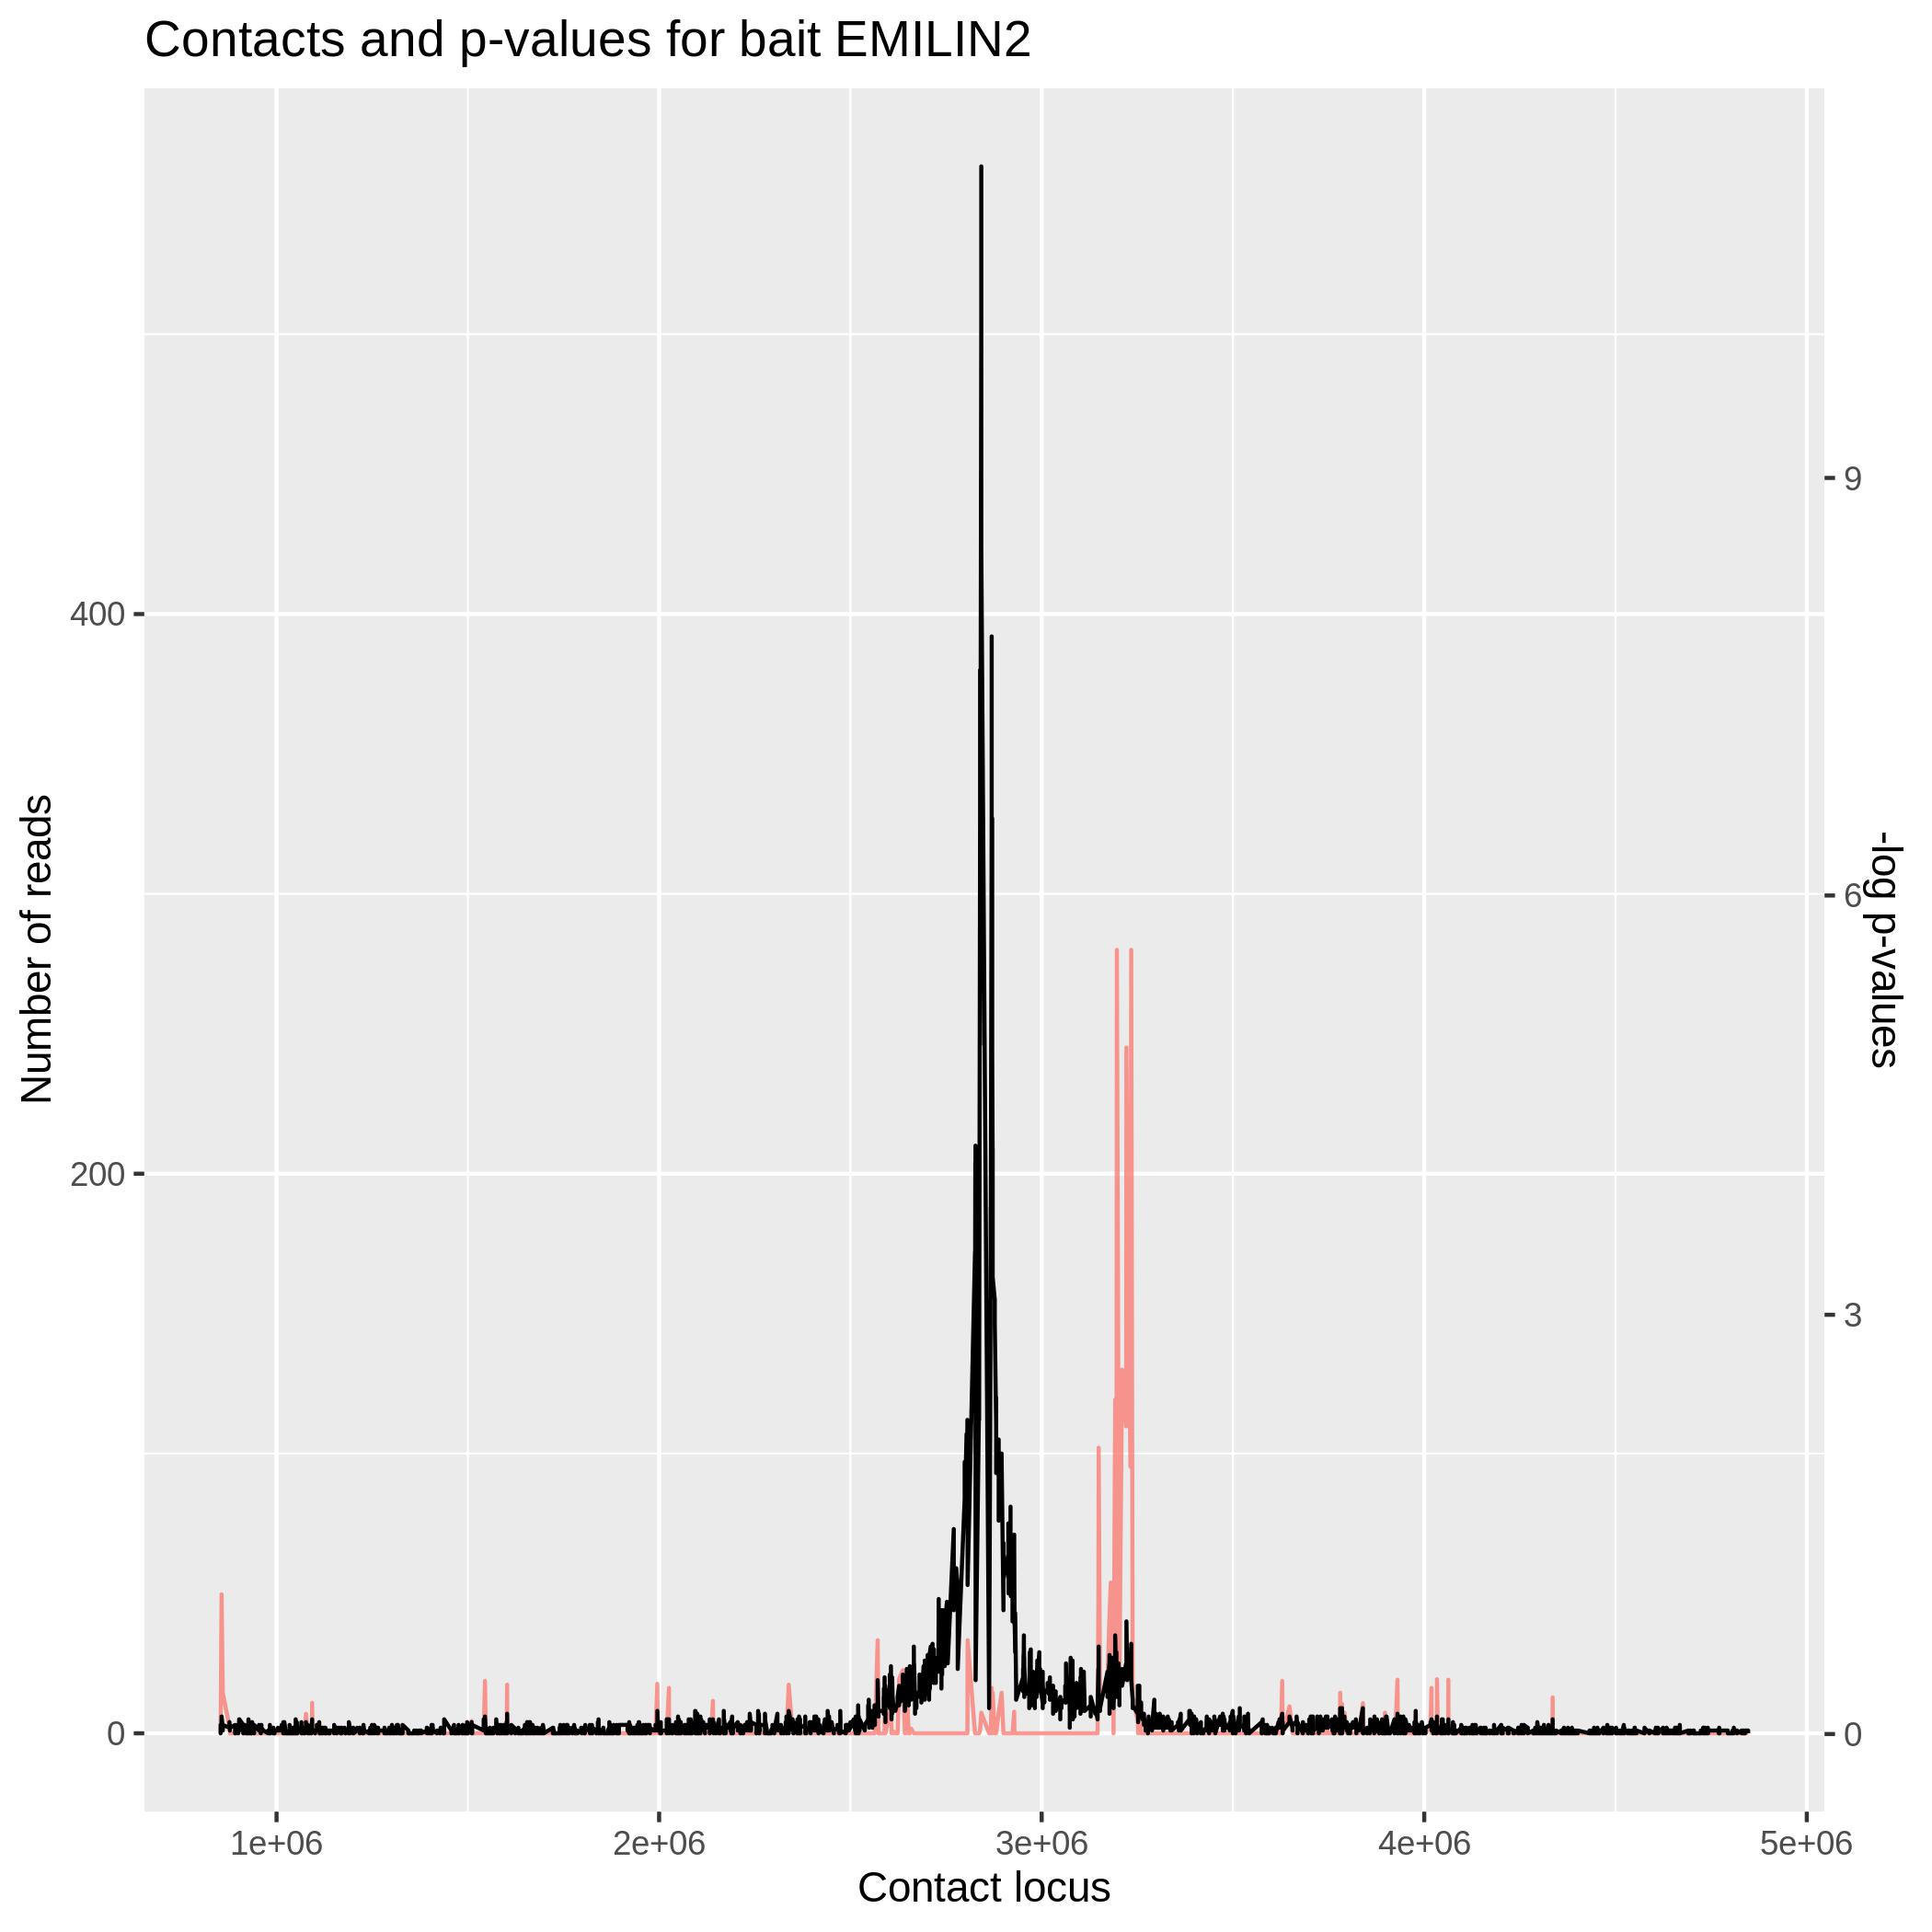 Contacts and p-values for bait EMILIN2
Number of reads
400
200
0
9
6
3
0
-log p-values
1e+06 2e+06 3e+06 4e+06 5e+06
Contact locus